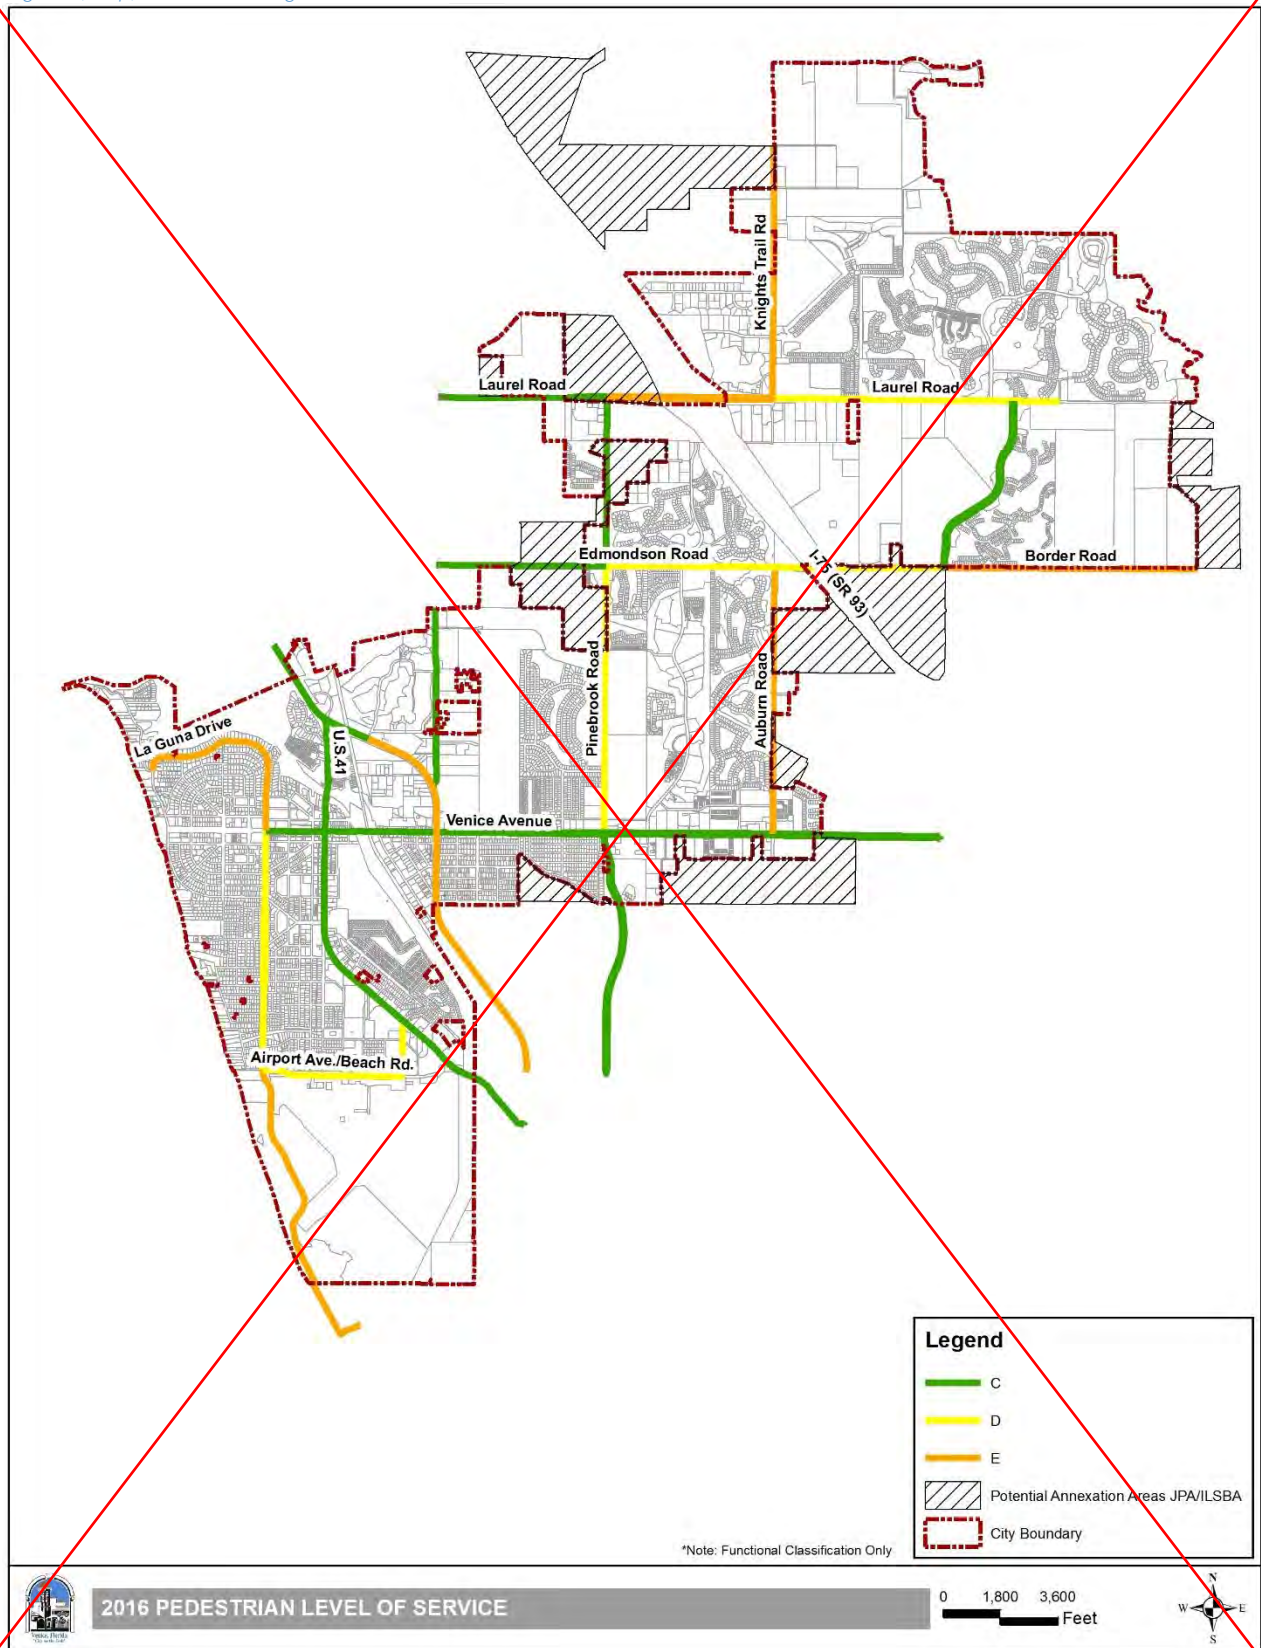 Knights Trail Rd
Laurel Road
Laurel Road
Edmondson Road
Border Road
I-75 (SR 93)
Pinebrook Road
Auburn Road
La Guna Drive
U.S.41
Venice Avenue
Airport Ave./Beach Rd.
Legend
C
D
E
Potential Annexation Areas JPA/ILSBA
City Boundary
*Note: Functional Classification Only
2016 PEDESTRIAN LEVEL OF SERVICE
0 1,800 3,600
Feet
N
W E
S
Venice, Florida